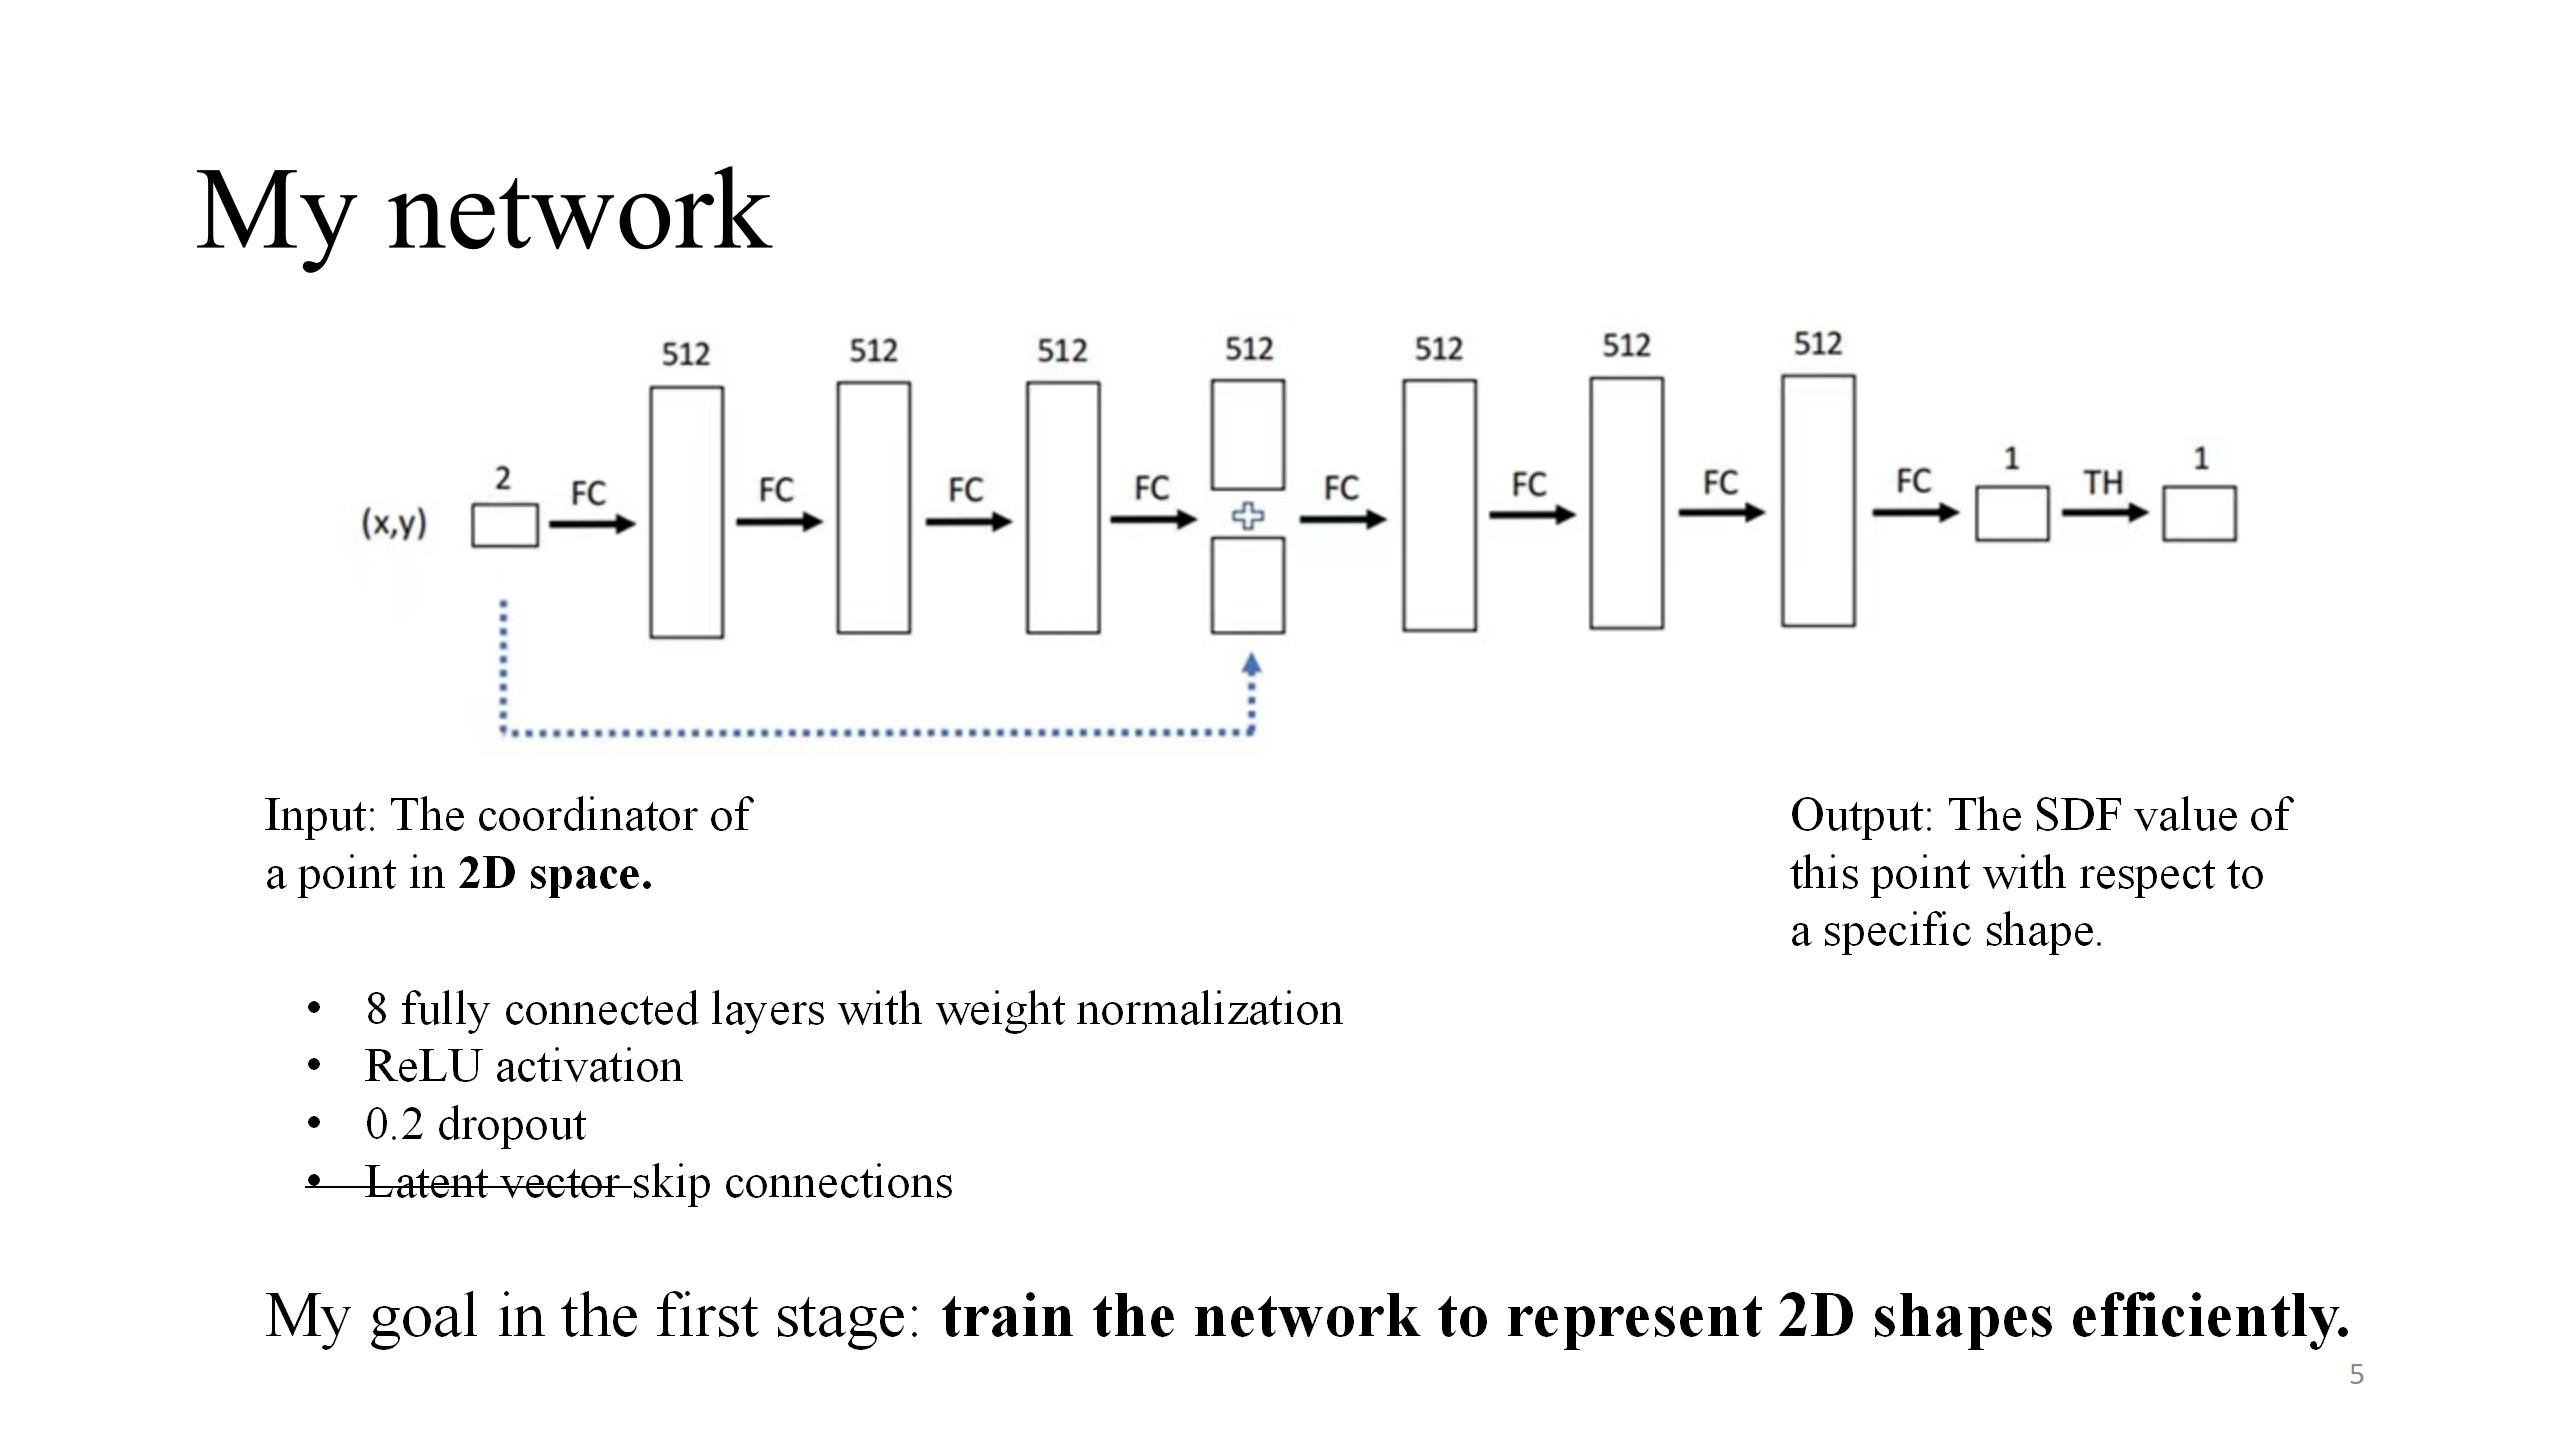 My network
512 512 512 512 512 512 512
(x,y) 2 FC FC FC FC FC FC FC FC 1 TH 1
Input: The coordinator of
a point in 2D space.
Output: The SDF value of
this point with respect to
a specific shape.
• 8 fully connected layers with weight normalization
• ReLU activation
• 0.2 dropout
• Latent vector skip connections
My goal in the first stage: train the network to represent 2D shapes efficiently.
5